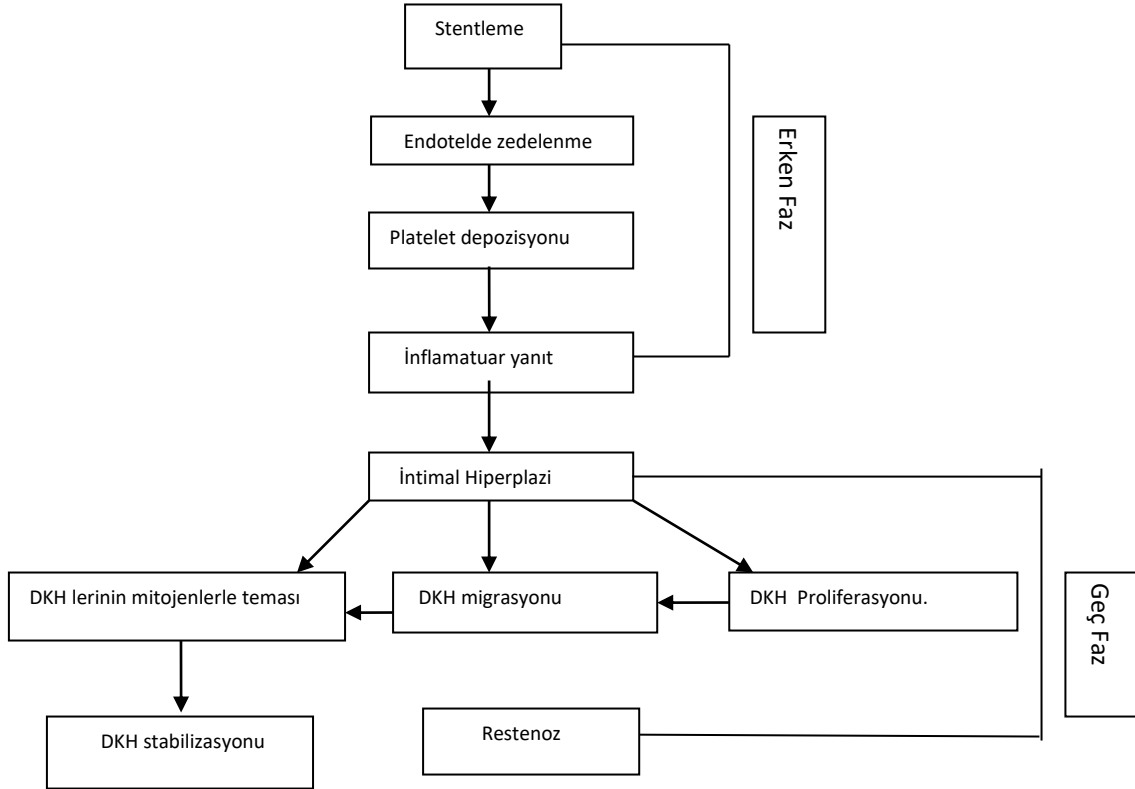 Stentleme
Endotelde zedelenme
Erken Faz
Platelet depozisyonu
İnflamatuar yanıt
İntimal Hiperplazi
DKH lerinin mitojenlerle teması
DKH migrasyonu
DKH Proliferasyonu.
Geç Faz
DKH stabilizasyonu
Restenoz